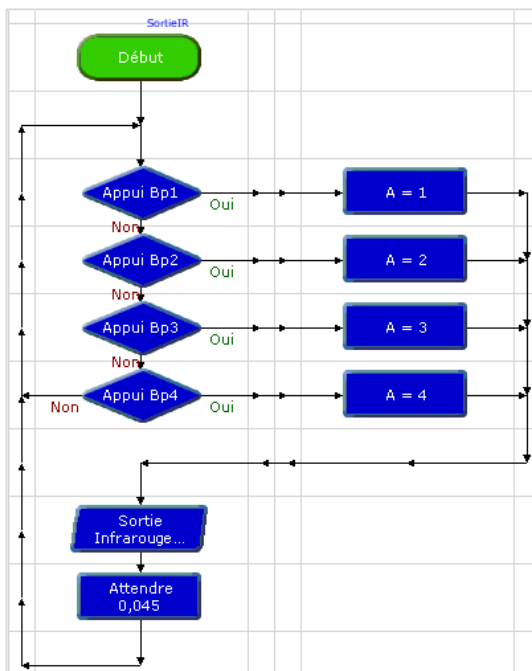 SortieIR
Début
Appui Bp1
Oui
A = 1
Non
Appui Bp2
Oui
A = 2
Non
Appui Bp3
Oui
A = 3
Non
Appui Bp4
Non
Oui
A = 4
Sortie
Infrarouge...
Attendre
0,045